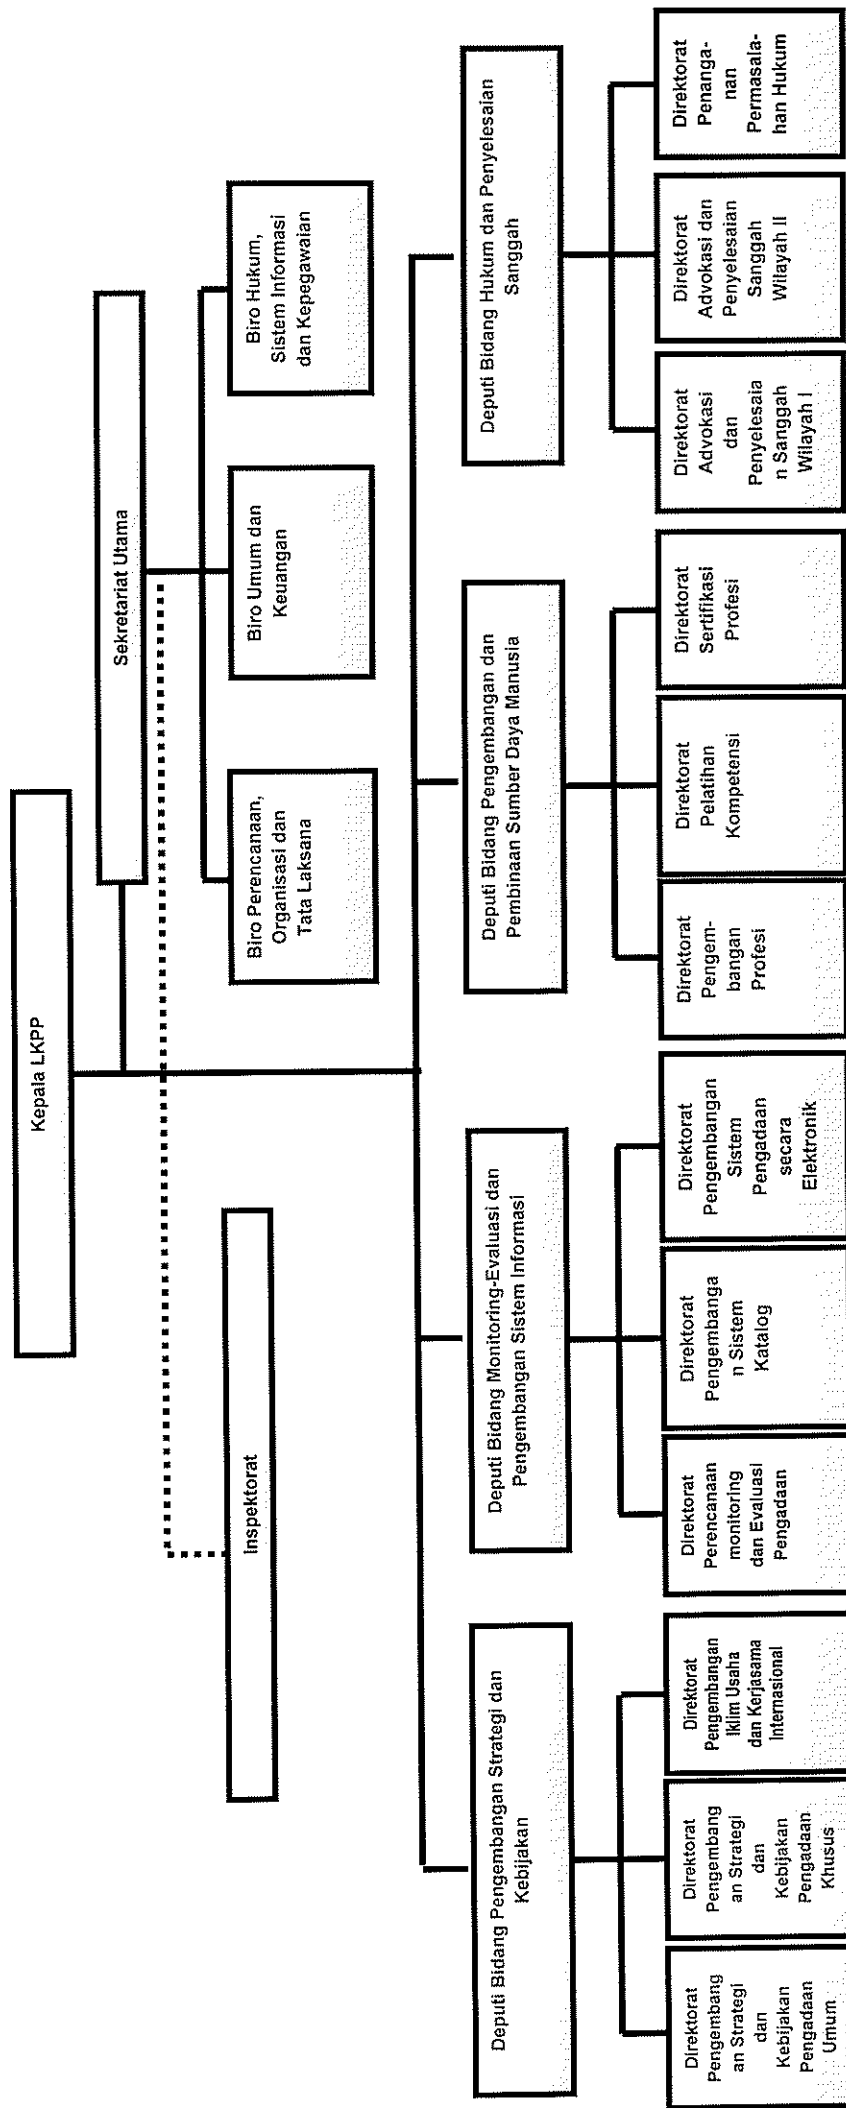 Kepala LKPP
Sekretariat Utama
Inspektorat
Biro Perencanaan,
Organisasi dan
Tata Laksana
Biro Umum dan
Keuangan
Biro Hukum,
Sistem Informasi
dan Kepegawaian
Deputi Bidang Pengembangan Strategi dan
Kebijakan
Deputi Bidang Monitoring-Evaluasi dan
Pengembangan Sistem Informasi
Deputi Bidang Pengembangan dan
Pembinaan Sumber Daya Manusia
Deputi Bidang Hukum dan Penyelesaian
Sanggah
Direktorat
Pengembang
an Strategi
dan
Kebijakan
Pengadaan
Umum
Direktorat
Pengembang
an Strategi
dan
Kebijakan
Pengadaan
Khusus
Direktorat
Pengembangan
Iklim Usaha
dan Kerjasama
Internasional
Direktorat
Perencanaan
monitoring
dan Evaluasi
Pengadaan
Direktorat
Pengembanga
n Sistem
Katalog
Direktorat
Pengembangan
Sistem
Pengadaan
secara
Elektronik
Direktorat
Pengem-
bangan
Profesi
Direktorat
Pelatihan
Kompetensi
Direktorat
Sertifikasi
Profesi
Direktorat
Advokasi
dan
Penyelesaia
n Sanggah
Wilayah I
Direktorat
Advokasi dan
Penyelesaian
Sanggah
Wilayah II
Direktorat
Penanga-
nan
Permasala-
han Hukum